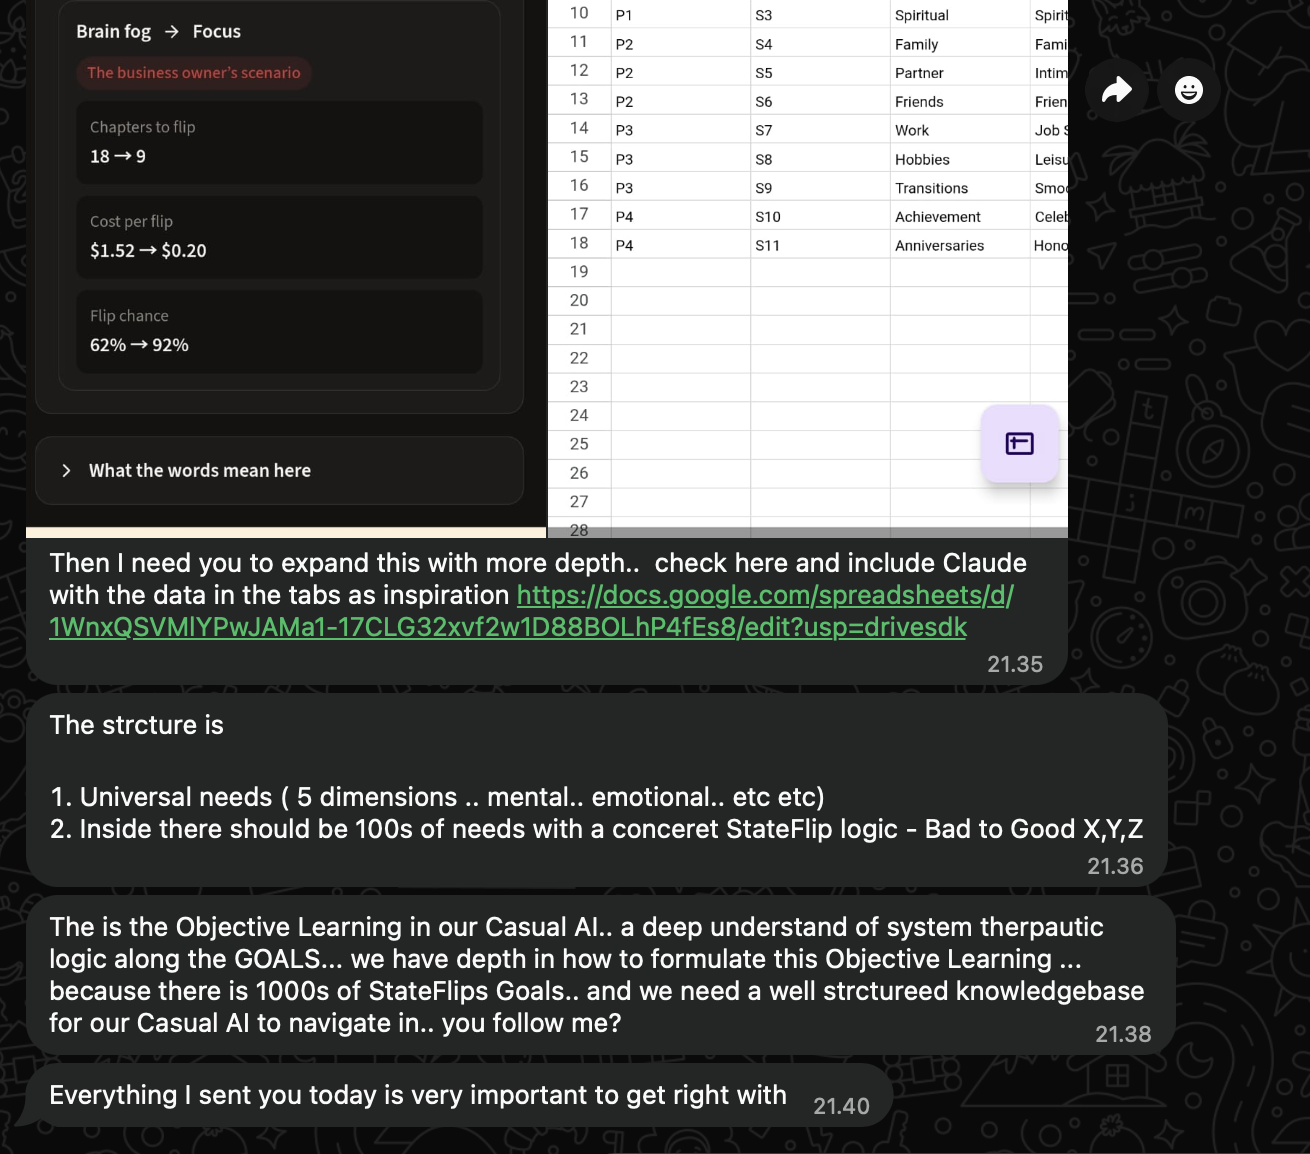 Brain fog → Focus
The business owner's scenario
Chapters to flip
18 → 9
Cost per flip
$1.52 → $0.20
Flip chance
62% → 92%
What the words mean here
10 P1 S3 Spiritual Spirit
11 P2 S4 Family Fami
12 P2 S5 Partner Intim
13 P2 S6 Friends Frien
14 P3 S7 Work Job S
15 P3 S8 Hobbies Leisu
16 P3 S9 Transitions Smoo
17 P4 S10 Achievement Celeb
18 P4 S11 Anniversaries Hono
19
20
21
22
23
24
25
26
27
28
Then I need you to expand this with more depth.. check here and include Claude
with the data in the tabs as inspiration https://docs.google.com/spreadsheets/d/
1WnxQSVMlYPwJAMa1-17CLG32xvf2w1D88BOLhP4fEs8/edit?usp=drivesdk
21.35
The strcture is
1. Universal needs ( 5 dimensions .. mental.. emotional.. etc etc)
2. Inside there should be 100s of needs with a conceret StateFlip logic - Bad to Good X,Y,Z
21.36
The is the Objective Learning in our Casual AI.. a deep understand of system therpautic
logic along the GOALS... we have depth in how to formulate this Objective Learning ...
because there is 1000s of StateFlips Goals.. and we need a well strctureed knowledgebase
for our Casual AI to navigate in.. you follow me?
21.38
Everything I sent you today is very important to get right with
21.40